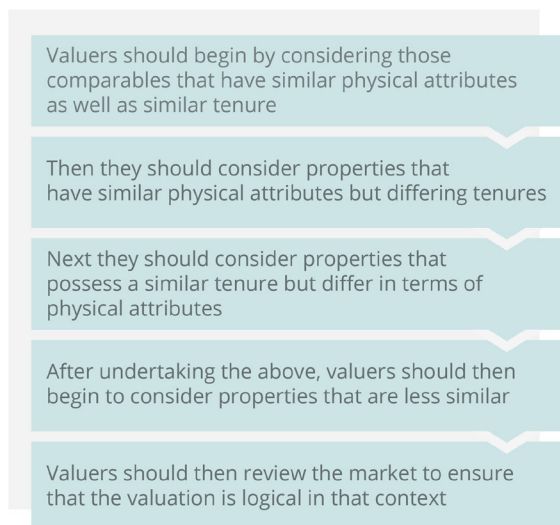 Valuers should begin by considering those
comparables that have similar physical attributes
as well as similar tenure
Then they should consider properties that
have similar physical attributes but differing tenures
Next they should consider properties that
possess a similar tenure but differ in terms of
physical attributes
After undertaking the above, valuers should then
begin to consider properties that are less similar
Valuers should then review the market to ensure
that the valuation is logical in that context